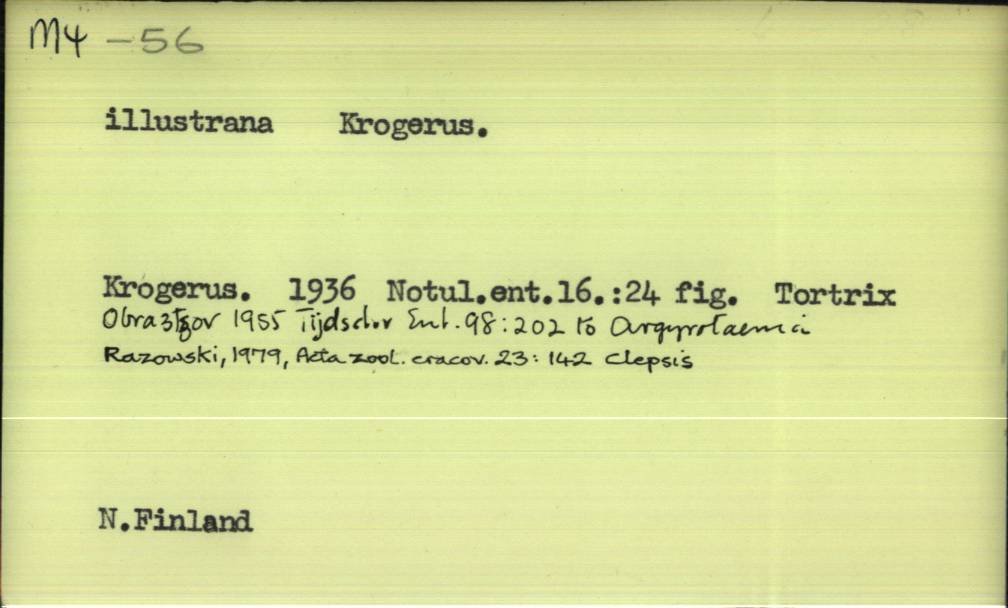 M4 -56
illustrana Krogerus.
Krogerus. 1936 Notul.ent.16.:24 fig. Tortrix
Obraztsov 1955 Tijdschr Ent. 98:202 to Argyrotaenia
Razowski, 1979, Acta zool. cracov. 23: 142 Clepsis
N.Finland